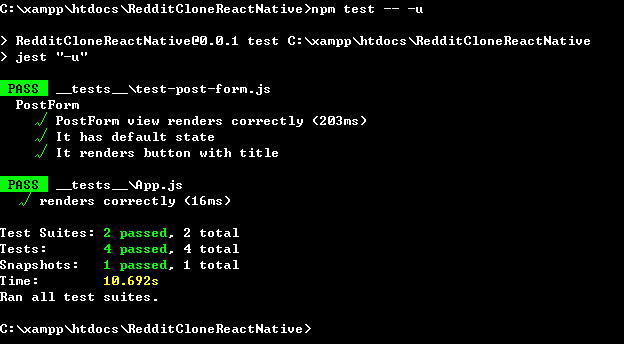 C:\xampp\htdocs\RedditCloneReactNative>npm test -- -u
> RedditCloneReactNative@0.0.1 test C:\xampp\htdocs\RedditCloneReactNative
> jest "-u"
PASS __tests__\test-post-form.js
PostForm
√ PostForm view renders correctly (203ms)
√ It has default state
√ It renders button with title
PASS __tests__\App.js
√ renders correctly (16ms)
Test Suites: 2 passed, 2 total
Tests: 4 passed, 4 total
Snapshots: 1 passed, 1 total
Time: 10.692s
Ran all test suites.
C:\xampp\htdocs\RedditCloneReactNative>